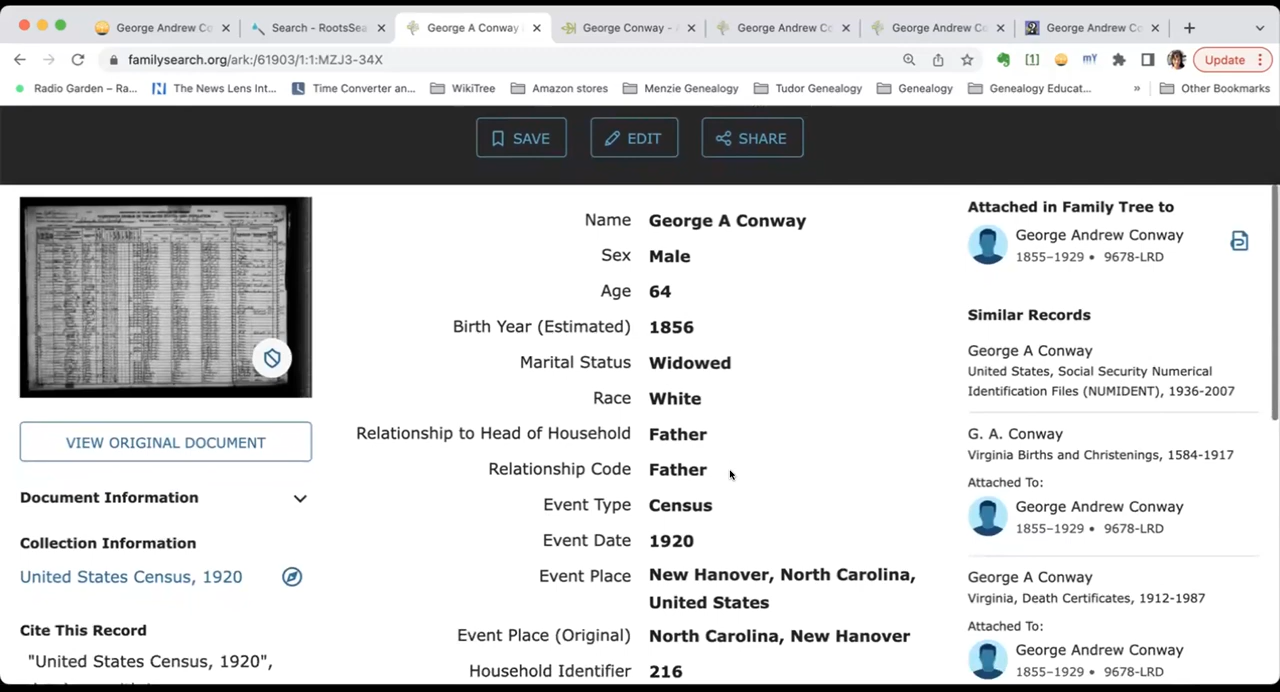 George Andrew Co
Search - RootsSea
George A Conway
George Conway - A
George Andrew Co
George Andrew Co
George Andrew Co
familysearch.org/ark:/61903/1:1:MZJ3-34X
[1]
mY
Update
Radio Garden – Ra...
The News Lens Int...
Time Converter an...
WikiTree
Amazon stores
Menzie Genealogy
Tudor Genealogy
Genealogy
Genealogy Educat...
»
Other Bookmarks
SAVE
EDIT
SHARE
Name George A Conway
Sex Male
Age 64
Birth Year (Estimated) 1856
Marital Status Widowed
Race White
Relationship to Head of Household Father
Relationship Code Father
Event Type Census
Event Date 1920
Event Place New Hanover, North Carolina,
United States
Event Place (Original) North Carolina, New Hanover
Household Identifier 216
VIEW ORIGINAL DOCUMENT
Document Information
Collection Information
United States Census, 1920
Cite This Record
"United States Census, 1920",
Attached in Family Tree to
George Andrew Conway
1855–1929 • 9678-LRD
Similar Records
George A Conway
United States, Social Security Numerical
Identification Files (NUMIDENT), 1936-2007
G. A. Conway
Virginia Births and Christenings, 1584-1917
Attached To:
George Andrew Conway
1855–1929 • 9678-LRD
George A Conway
Virginia, Death Certificates, 1912-1987
Attached To:
George Andrew Conway
1855–1929 • 9678-LRD